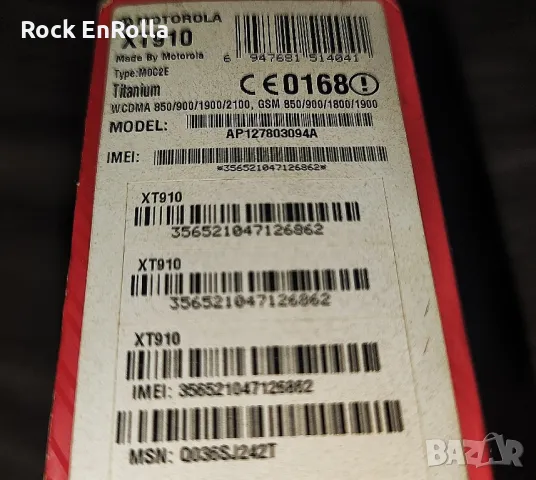 Rock EnRolla
MOTOROLA
XT910
Made By Motorola
Type:M0C2E
Titanium
6 947681 514041
CE0168
WCDMA 850/900/1900/2100, GSM 850/900/1800/1900
MODEL:
AP127803094A
IMEI:
*356521047126862*
XT910
356521047126862
XT910
356521047126862
XT910
IMEI: 356521047126862
MSN: Q036SJ242T
BAZAR